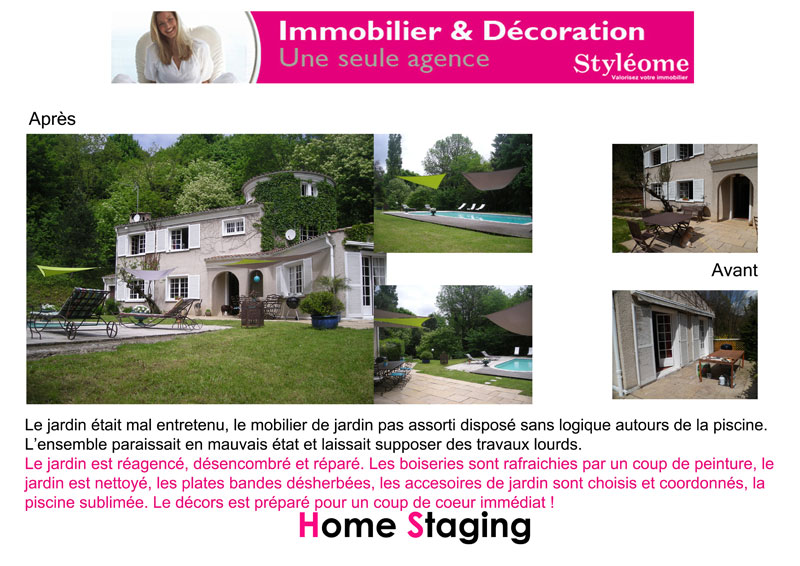 Immobilier & Décoration
Une seule agence
Styléome
Valorisez votre immobilier
Après
Avant
Le jardin était mal entretenu, le mobilier de jardin pas assorti disposé sans logique autours de la piscine.
L'ensemble paraissait en mauvais état et laissait supposer des travaux lourds.
Le jardin est réagencé, désencombré et réparé. Les boiseries sont rafraichies par un coup de peinture, le
jardin est nettoyé, les plates bandes désherbées, les accesoires de jardin sont choisis et coordonnés, la
piscine sublimée. Le décors est préparé pour un coup de coeur immédiat !
Home Staging